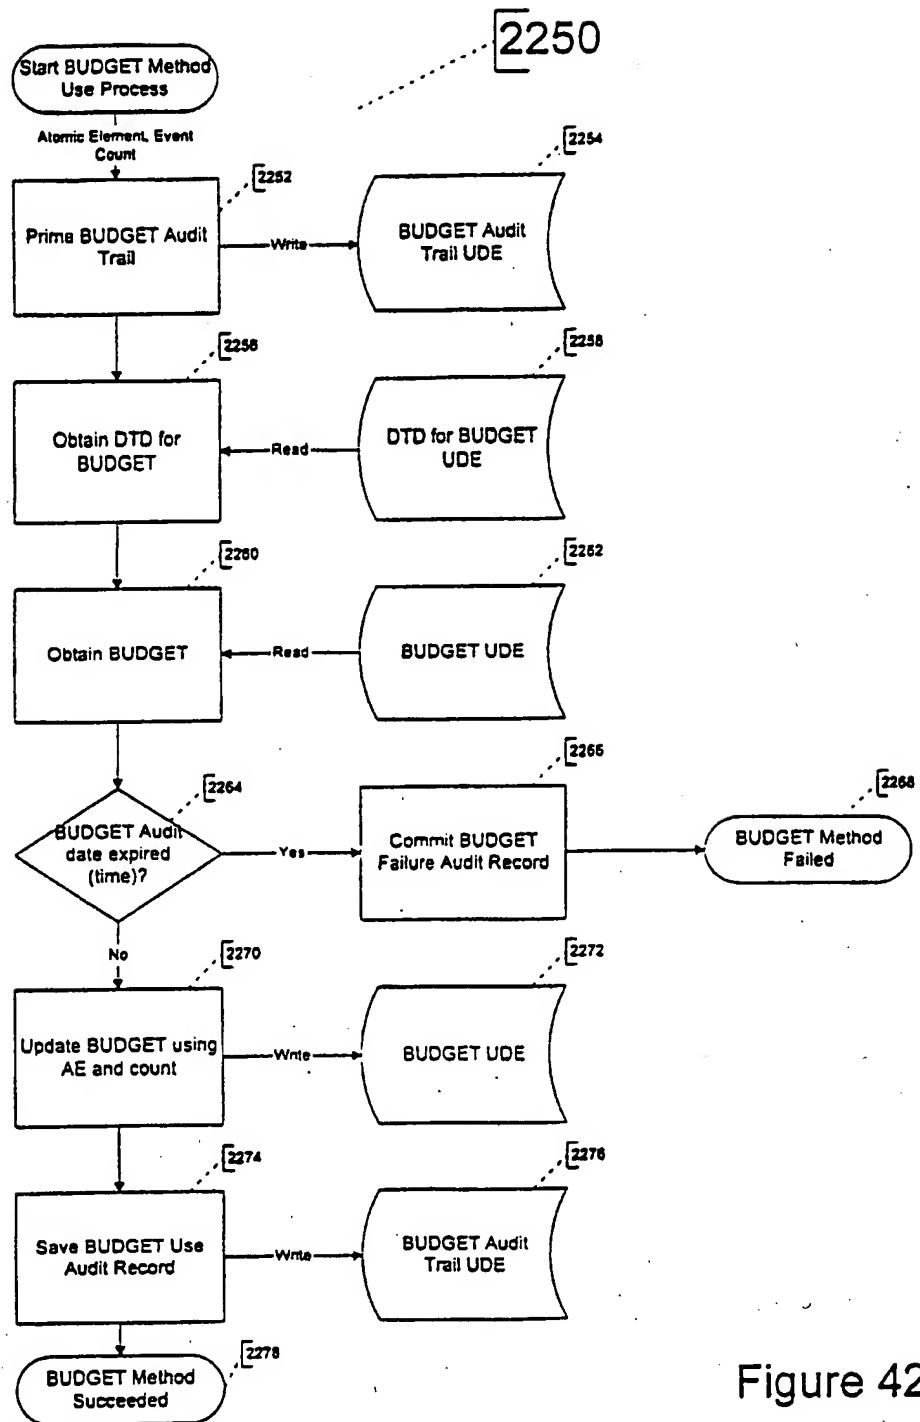 2250
Start BUDGET Method
Use Process
Atomic Element, Event
Count
2252
2254
Prime BUDGET Audit
Trail
Write
BUDGET Audit
Trail UDE
2256
2258
Obtain DTD for
BUDGET
Read
DTD for BUDGET
UDE
2260
2262
Obtain BUDGET
Read
BUDGET UDE
2264
2266
2268
BUDGET Audit
date expired
(time)?
Yes
Commit BUDGET
Failure Audit Record
BUDGET Method
Failed
No
2270
2272
Update BUDGET using
AE and count
Write
BUDGET UDE
2274
2276
Save BUDGET Use
Audit Record
Write
BUDGET Audit
Trail UDE
2278
BUDGET Method
Succeeded
Figure 42